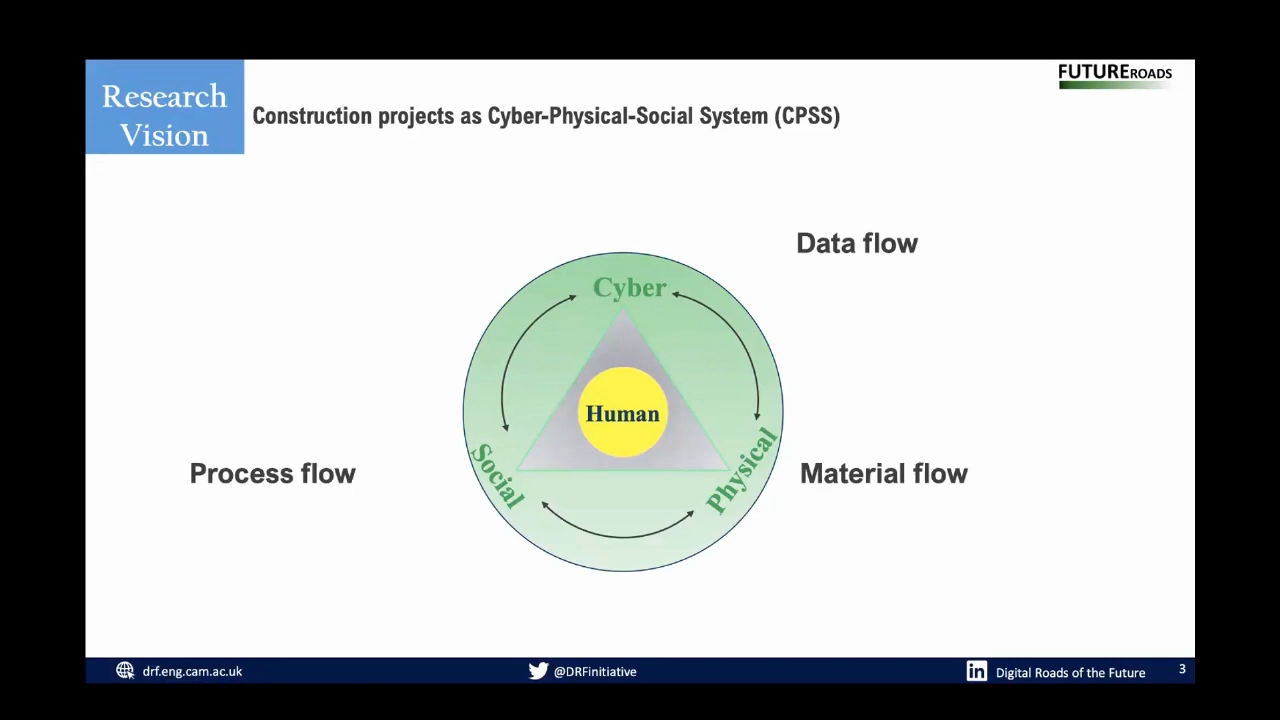 Research
Vision
Construction projects as Cyber-Physical-Social System (CPSS)
FUTUREROADS
Data flow
Cyber
Human
Social
Physical
Process flow
Material flow
drf.eng.cam.ac.uk
@DRFinitiative
in
Digital Roads of the Future
3